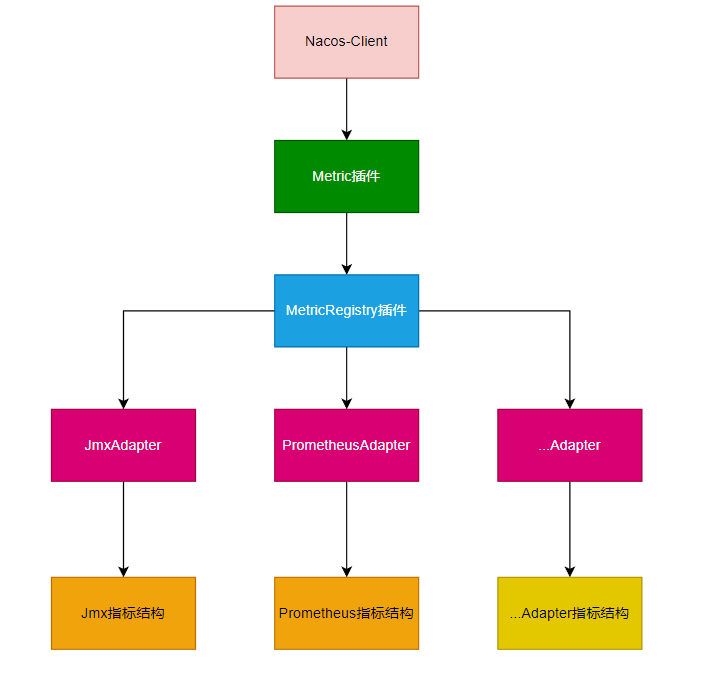 Nacos-Client
Metric插件
MetricRegistry插件
JmxAdapter
PrometheusAdapter
...Adapter
Jmx指标结构
Prometheus指标结构
...Adapter指标结构